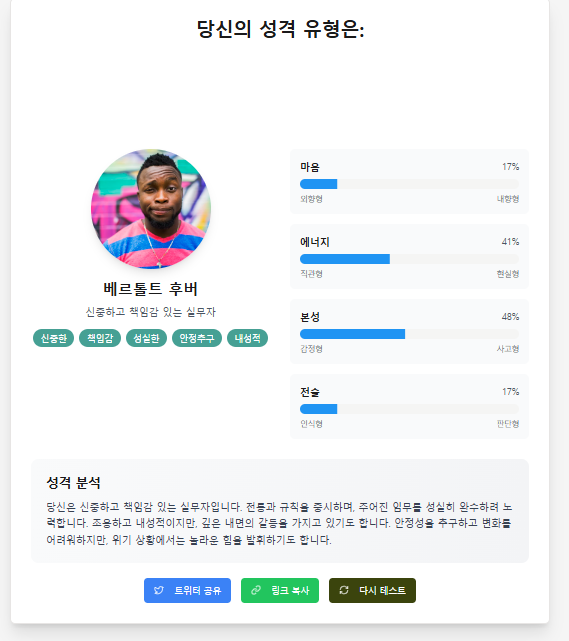 당신의 성격 유형은:
베르톨트 후버
신중하고 책임감 있는 실무자
신중한 책임감 성실한 안정추구 내성적
마음 17%
외향형 내향형
에너지 41%
직관형 현실형
본성 48%
감정형 사고형
전술 17%
인식형 판단형
성격 분석
당신은 신중하고 책임감 있는 실무자입니다. 전통과 규칙을 중시하며, 주어진 임무를 성실히 완수하려 노
력합니다. 조용하고 내성적이지만, 깊은 내면의 갈등을 가지고 있기도 합니다. 안정성을 추구하고 변화를
어려워하지만, 위기 상황에서는 놀라운 힘을 발휘하기도 합니다.
트위터 공유 링크 복사 다시 테스트